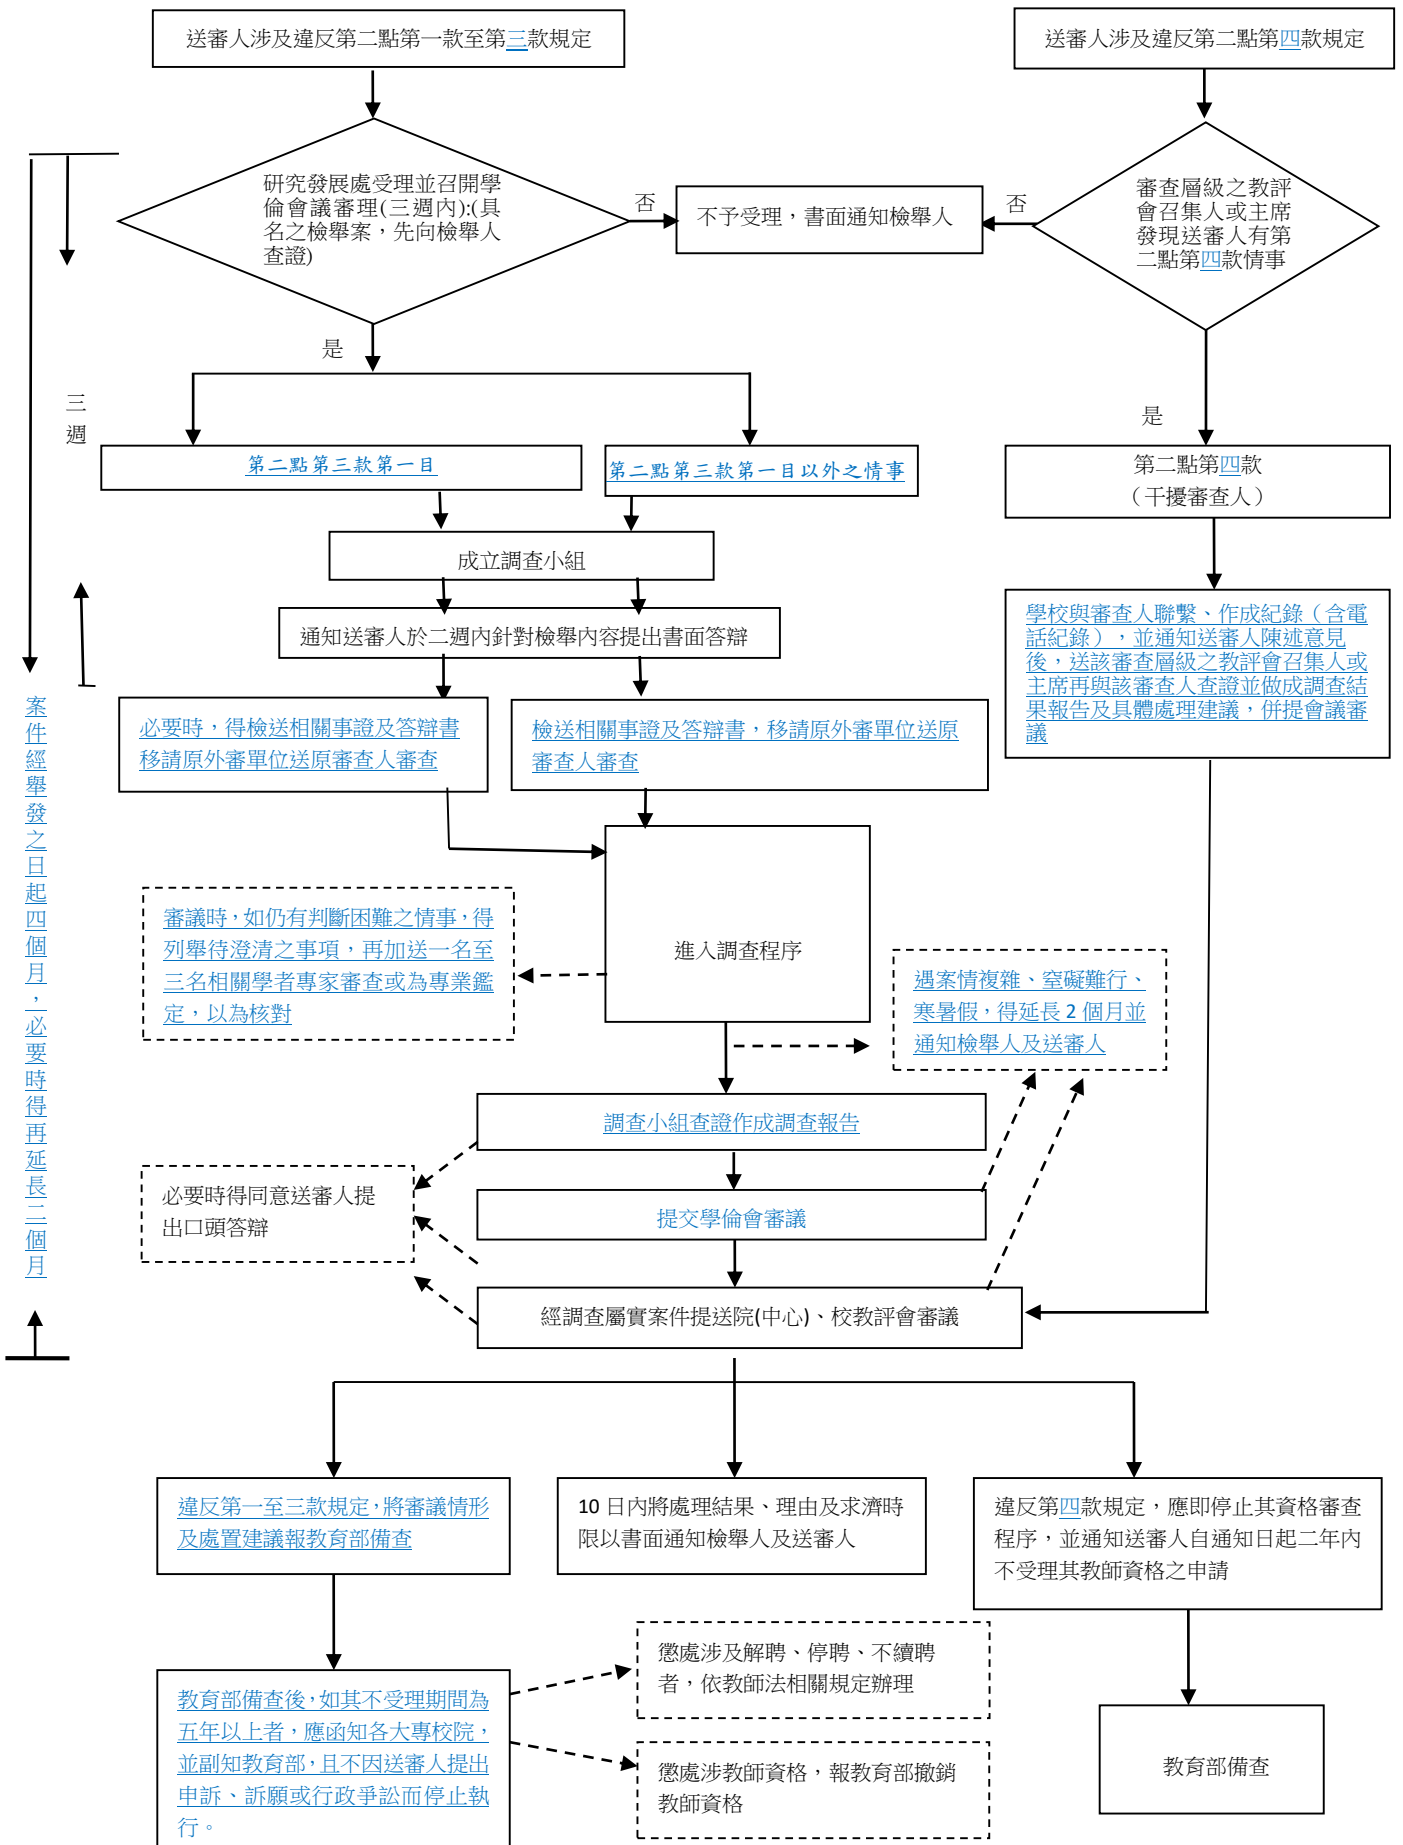 送審人涉及違反第二點第一款至第三款規定
送審人涉及違反第二點第四款規定
研究發展處受理並召開學
倫會議審理(三週內):(具
名之檢舉案，先向檢舉人
查證)
否
不予受理，書面通知檢舉人
否
審查層級之教評
會召集人或主席
發現送審人有第
二點第四款情事
是
三
週
是
第二點第三款第一目
第二點第三款第一目以外之情事
第二點第四款
（干擾審查人）
成立調查小組
通知送審人於二週內針對檢舉內容提出書面答辯
學校與審查人聯繫、作成紀錄（含電
話紀錄），並通知送審人陳述意見
後，送該審查層級之教評會召集人或
主席再與該審查人查證並做成調查結
果報告及具體處理建議，併提會議審
議
案件經舉發之日起四個月，必要時得再延長二個月
必要時，得檢送相關事證及答辯書
移請原外審單位送原審查人審查
檢送相關事證及答辯書，移請原外審單位送原
審查人審查
進入調查程序
審議時，如仍有判斷困難之情事，得
列舉待澄清之事項，再加送一名至
三名相關學者專家審查或為專業鑑
定，以為核對
遇案情複雜、窒礙難行、
寒暑假，得延長 2 個月並
通知檢舉人及送審人
調查小組查證作成調查報告
必要時得同意送審人提
出口頭答辯
提交學倫會審議
經調查屬實案件提送院(中心)、校教評會審議
違反第一至三款規定，將審議情形
及處置建議報教育部備查
10 日內將處理結果、理由及求濟時
限以書面通知檢舉人及送審人
違反第四款規定，應即停止其資格審查
程序，並通知送審人自通知日起二年內
不受理其教師資格之申請
懲處涉及解聘、停聘、不續聘
者，依教師法相關規定辦理
教育部備查後，如其不受理期間為
五年以上者，應函知各大專校院，
並副知教育部，且不因送審人提出
申訴、訴願或行政爭訟而停止執
行。
懲處涉教師資格，報教育部撤銷
教師資格
教育部備查